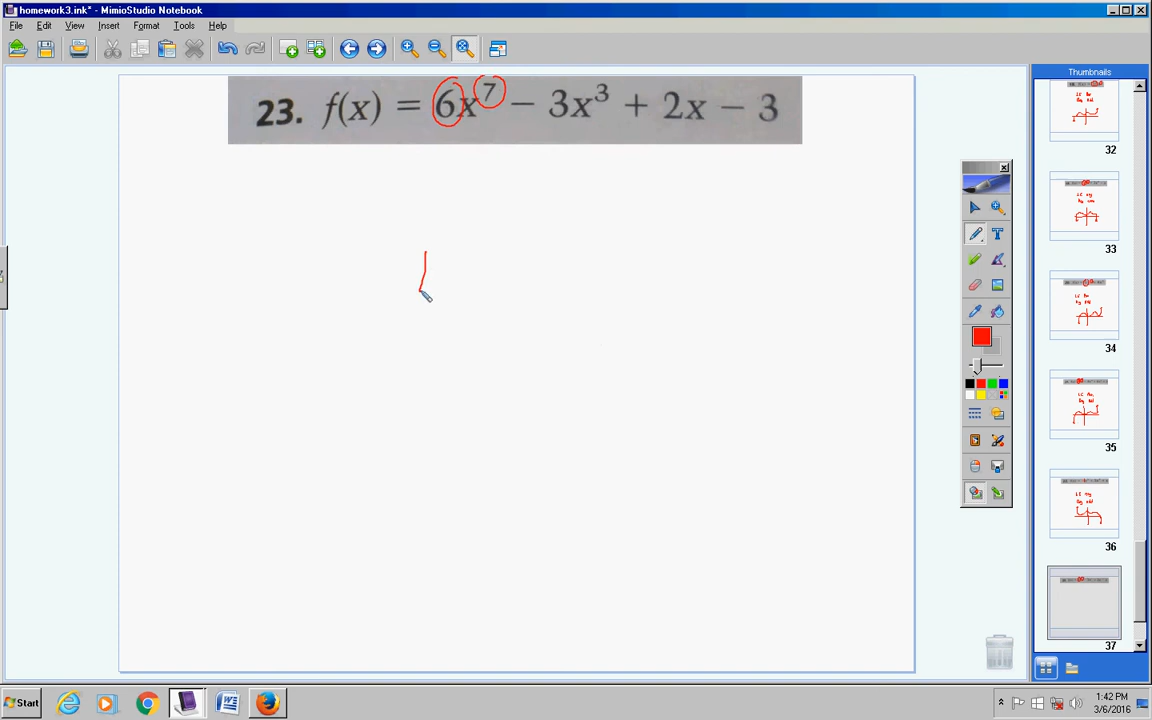 homework3.ink* - MimioStudio Notebook
File Edit View Insert Format Tools Help
23. f(x) = 6x⁷ − 3x³ + 2x − 3
Thumbnails
32
33
34
35
36
37
Start
1:42 PM
3/6/2016